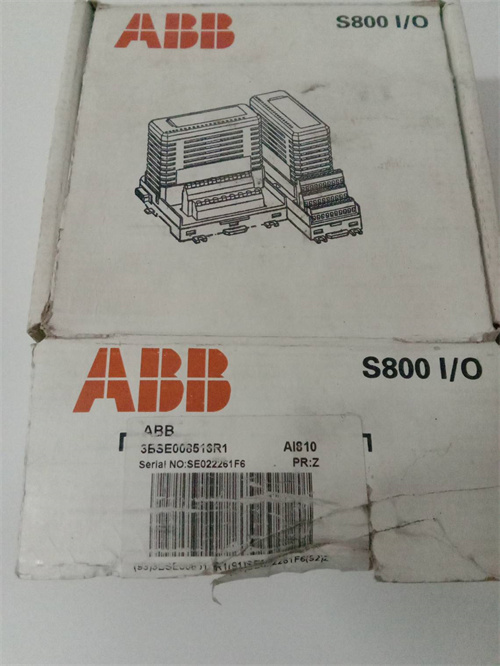 ABB
S800 I/O
ABB
S800 I/O
ABB
3BSE008516R1 AI810
Serial NO:SE022261F6 PR:Z